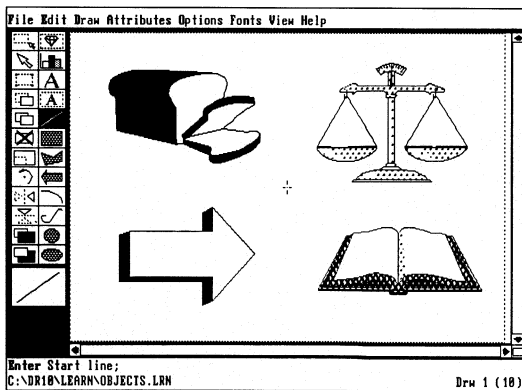 File Edit Draw Attributes Options Fonts View Help
A
A
Enter Start line;
C:\DR10\LEARN\OBJECTS.LRN Drw 1 (10)